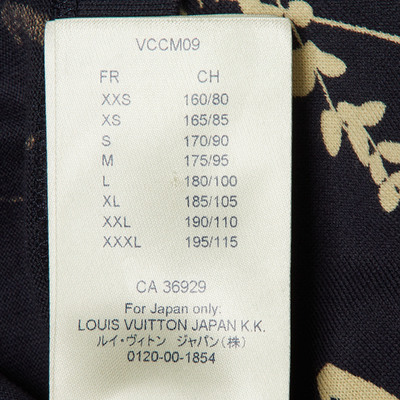 VCCM09
FR CH
XXS 160/80
XS 165/85
S 170/90
M 175/95
L 180/100
XL 185/105
XXL 190/110
XXXL 195/115
CA 36929
For Japan only:
LOUIS VUITTON JAPAN K.K.
ルイ・ヴィトン ジャパン(株)
0120-00-1854